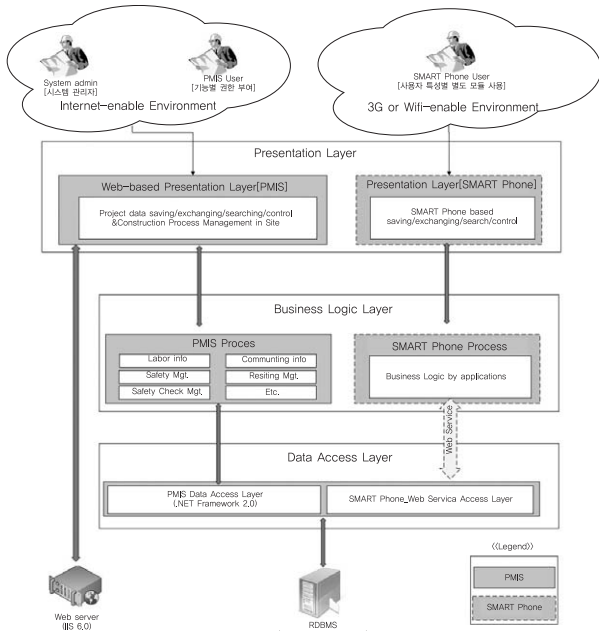 System admin
[시스템 관리자]
PMIS User
[기능별 권한 부여]
Internet-enable Environment
SMART Phone User
[사용자 특성별 별도 모듈 사용]
3G or Wifi-enable Environment
Presentation Layer
Web-based Presentation Layer[PMIS]
Project data saving/exchanging/searching/control
&Construction Process Management in Site
Presentation Layer[SMART Phone]
SMART Phone based
saving/exchanging/search/control
Business Logic Layer
PMIS Proces
Labor info
Communting info
Safety Mgt.
Resiting Mgt.
Safety Check Mgt.
Etc.
SMART Phone Process
Business Logic by applications
Web Service
Data Access Layer
PMIS Data Access Layer
(.NET Framework 2.0)
SMART Phone_Web Servica Access Layer
Web server
(IIS 6.0)
RDBMS
<<Legend>>
PMIS
SMART Phone